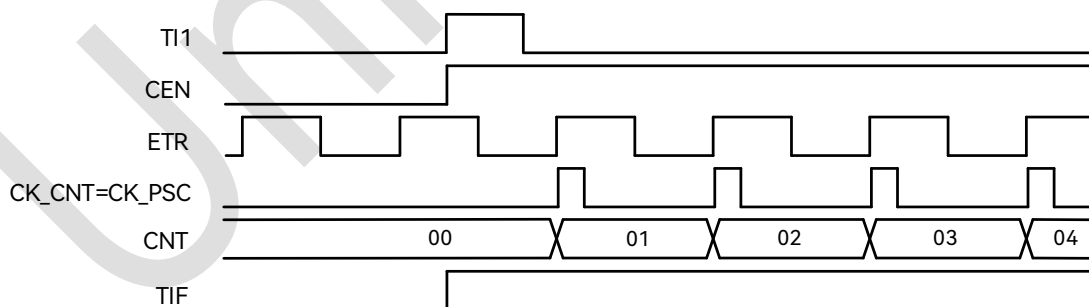 TI1
CEN
ETR
CK_CNT=CK_PSC
CNT 00 01 02 03 04
TIF